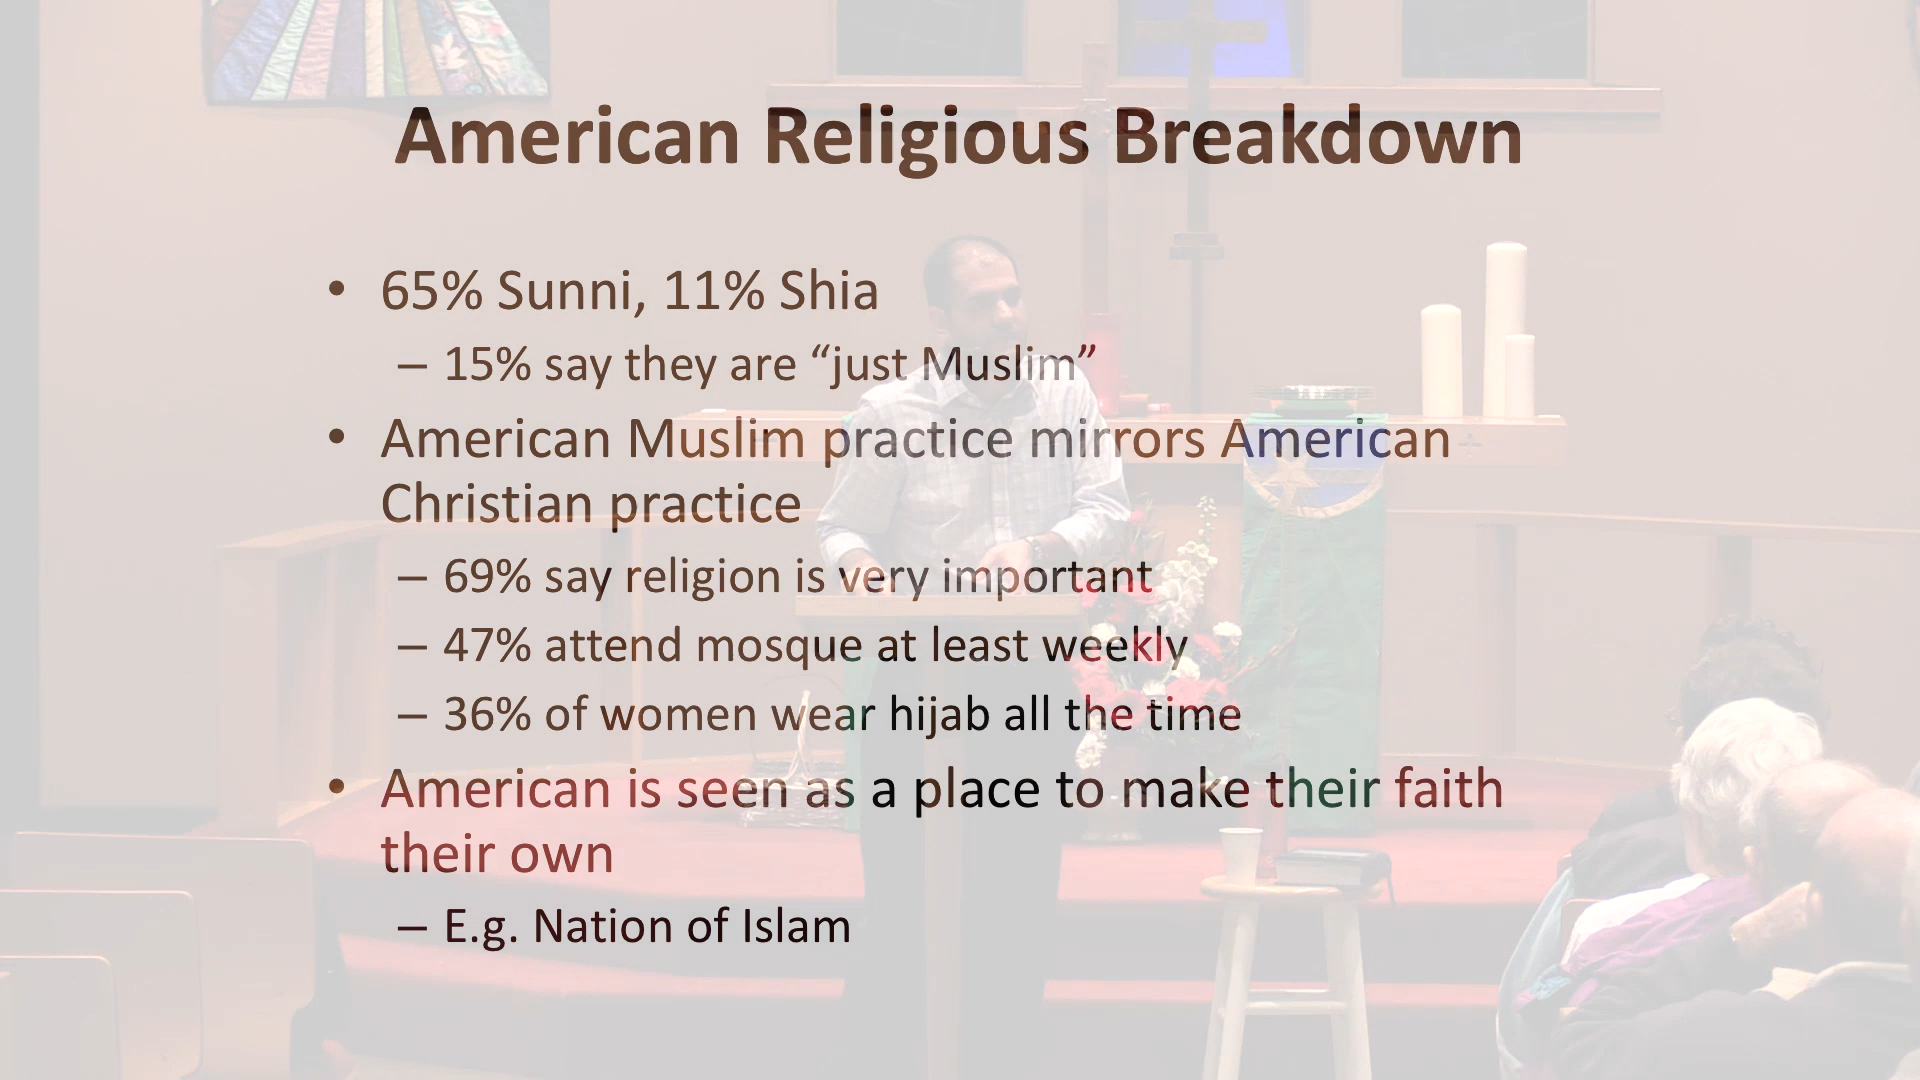 American Religious Breakdown
• 65% Sunni, 11% Shia
– 15% say they are “just Muslim”
• American Muslim practice mirrors American
Christian practice
– 69% say religion is very important
– 47% attend mosque at least weekly
– 36% of women wear hijab all the time
• American is seen as a place to make their faith
their own
– E.g. Nation of Islam